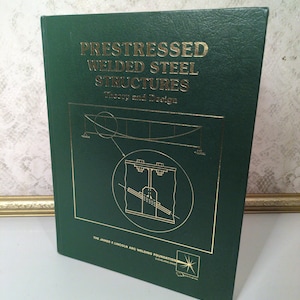 PRESTRESSED
WELDED STEEL
STRUCTURES
Theory and Design
THE JAMES F. LINCOLN ARC WELDING FOUNDATION